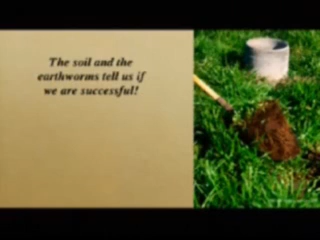 The soil and the
earthworms tell us if
we are successful!